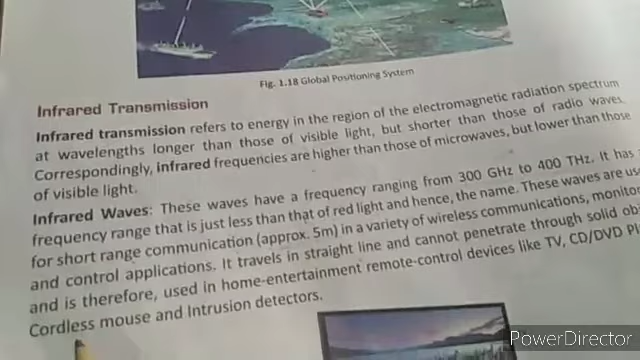 Fig. 1.18 Global Positioning System
Infrared Transmission
Infrared transmission refers to energy in the region of the electromagnetic radiation spectrum
at wavelengths longer than those of visible light, but shorter than those of radio waves.
Correspondingly, infrared frequencies are higher than those of microwaves, but lower than those
of visible light.
Infrared Waves: These waves have a frequency ranging from 300 GHz to 400 THz. It has
frequency range that is just less than that of red light and hence, the name. These waves are
for short range communication (approx. 5m) in a variety of wireless communications,
and control applications. It travels in straight line and cannot penetrate through solid
and is therefore, used in home-entertainment remote-control devices like TV, CD/DVD
Cordless mouse and Intrusion detectors.
PowerDirector